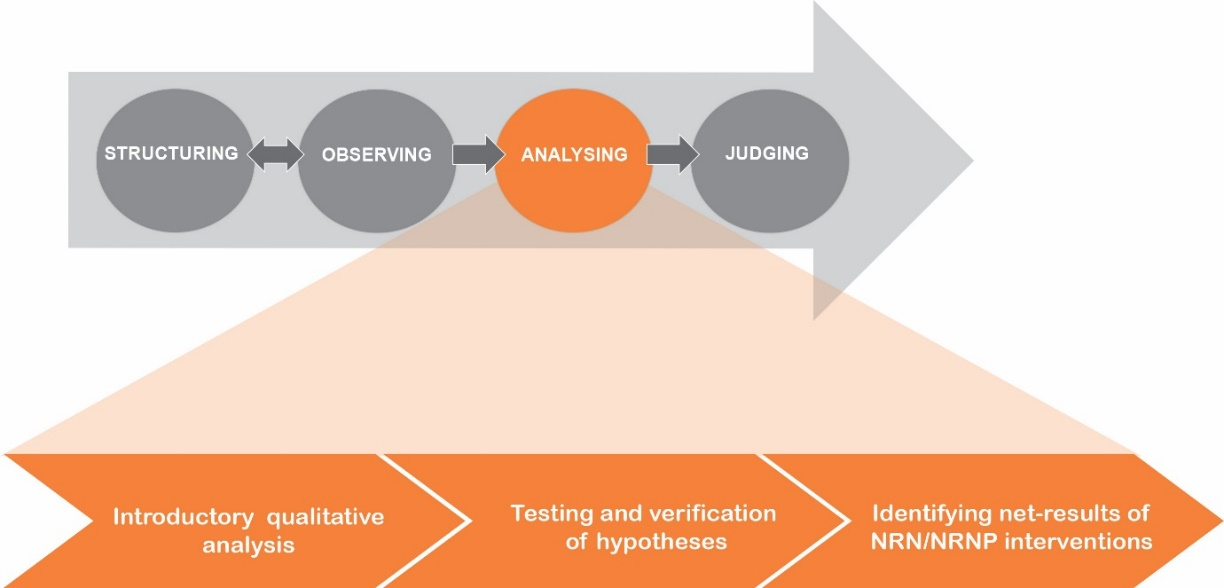 STRUCTURING
OBSERVING
ANALYSING
JUDGING
Introductory qualitative
analysis
Testing and verification
of hypotheses
Identifying net-results of
NRN/NRNP interventions